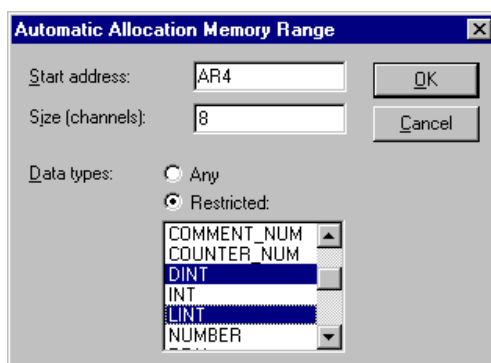 Automatic Allocation Memory Range
Start address: AR4 OK
Size (channels): 8 Cancel
Data types: Any
Restricted:
COMMENT_NUM
COUNTER_NUM
DINT
INT
LINT
NUMBER